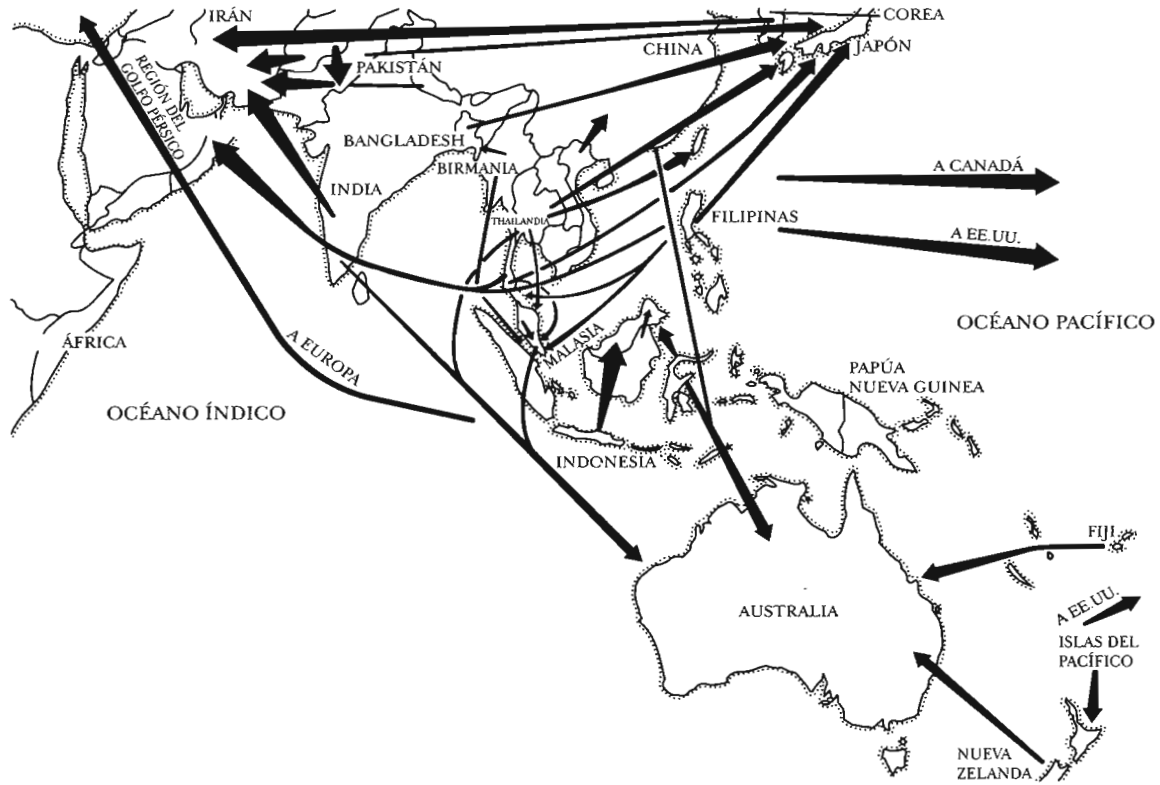 IRÁN
COREA
CHINA
JAPÓN
PAKISTÁN
REGIÓN DEL
GOLFO PÉRSICO
BANGLADESH
BIRMANIA
A CANADÁ
INDIA
THAILANDIA
FILIPINAS
A EE.UU.
OCÉANO PACÍFICO
ÁFRICA
A EUROPA
MALASIA
PAPÚA
NUEVA GUINEA
OCÉANO ÍNDICO
INDONESIA
FIJI
AUSTRALIA
A EE.UU.
ISLAS DEL
PACÍFICO
NUEVA
ZELANDA